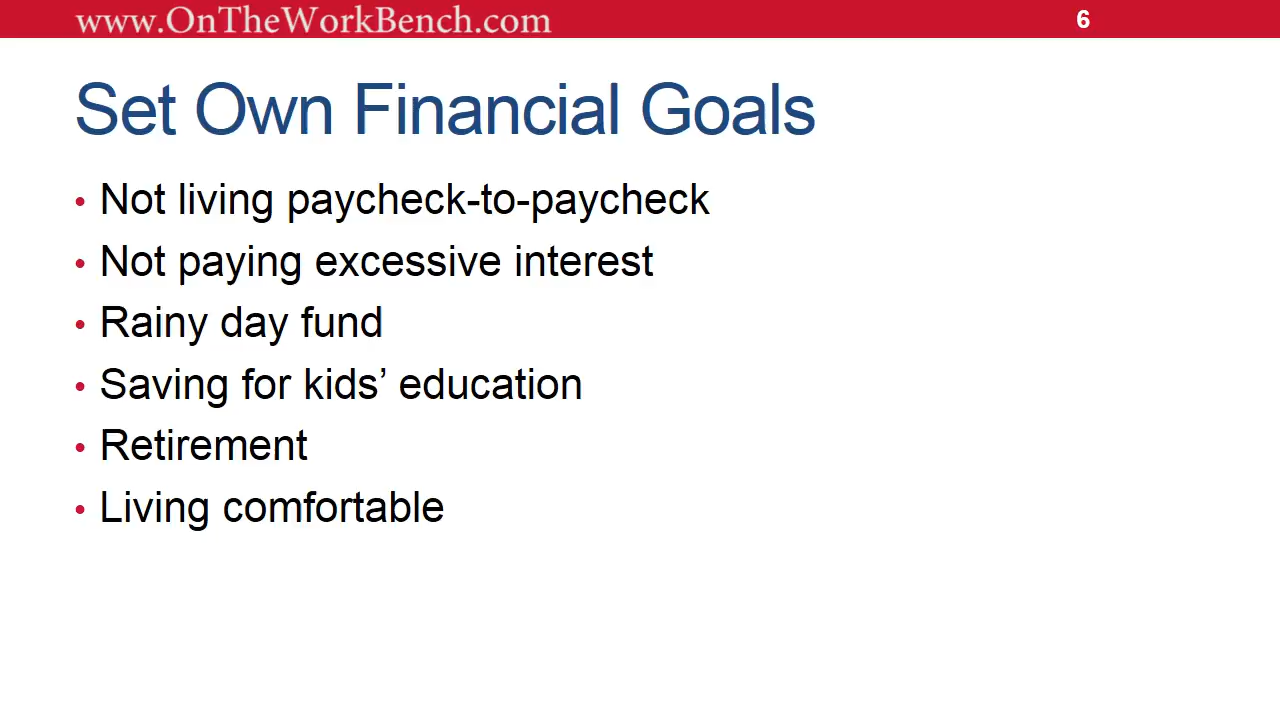 www.OnTheWorkBench.com 6
Set Own Financial Goals
• Not living paycheck-to-paycheck
• Not paying excessive interest
• Rainy day fund
• Saving for kids’ education
• Retirement
• Living comfortable